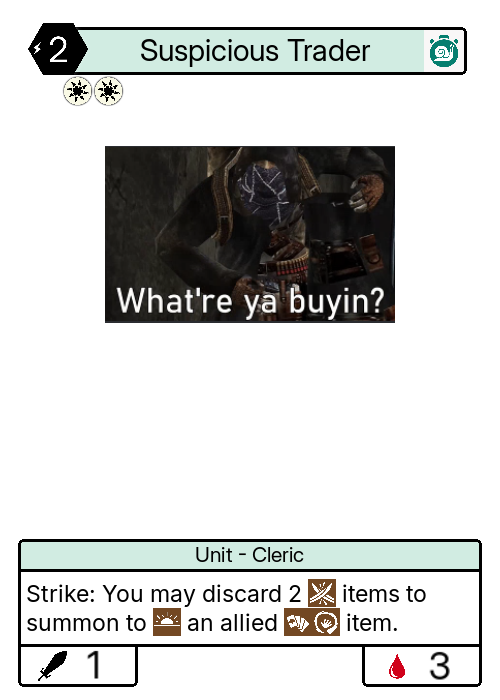 2
Suspicious Trader
What're ya buyin?
Unit - Cleric
Strike: You may discard 2 items to
summon to an allied item.
1
3